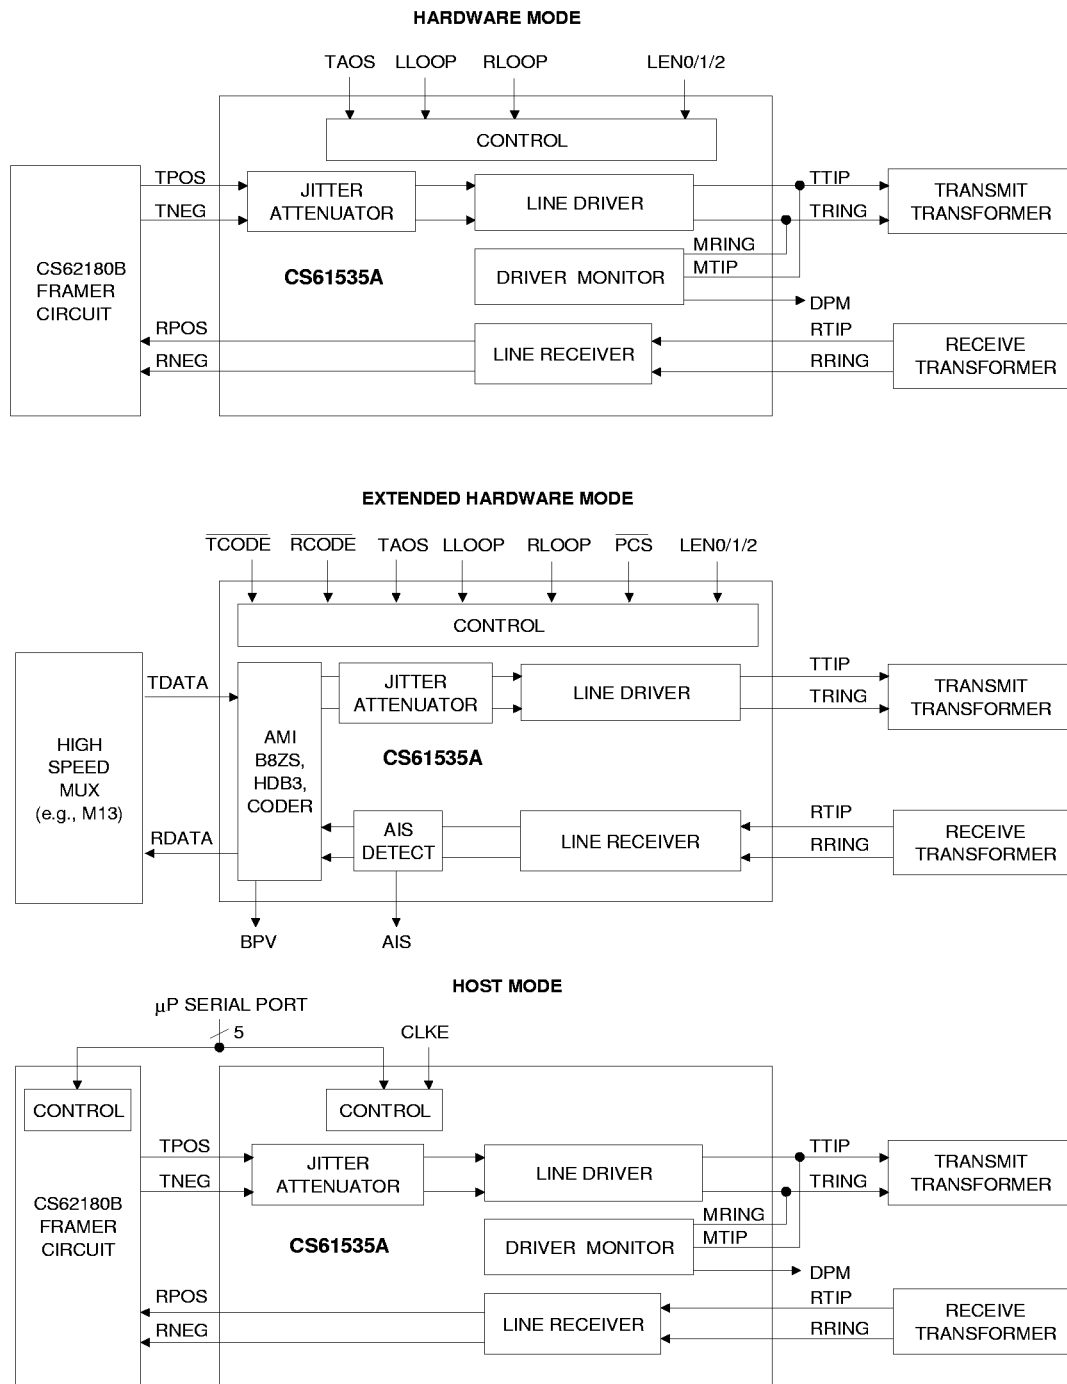 HARDWARE MODE
TAOS LLOOP RLOOP LEN0/1/2
CONTROL
TPOS
TNEG
JITTER
ATTENUATOR
LINE DRIVER
TTIP
TRING
TRANSMIT
TRANSFORMER
CS62180B
FRAMER
CIRCUIT
CS61535A
DRIVER MONITOR
MRING
MTIP
DPM
RPOS
RNEG
LINE RECEIVER
RTIP
RRING
RECEIVE
TRANSFORMER
EXTENDED HARDWARE MODE
TCODE RCODE TAOS LLOOP RLOOP PCS LEN0/1/2
CONTROL
TDATA
JITTER
ATTENUATOR
LINE DRIVER
TTIP
TRING
TRANSMIT
TRANSFORMER
HIGH
SPEED
MUX
(e.g., M13)
AMI
B8ZS,
HDB3,
CODER
CS61535A
RDATA
AIS
DETECT
LINE RECEIVER
RTIP
RRING
RECEIVE
TRANSFORMER
BPV AIS
HOST MODE
µP SERIAL PORT
5
CLKE
CONTROL
CONTROL
TPOS
TNEG
JITTER
ATTENUATOR
LINE DRIVER
TTIP
TRING
TRANSMIT
TRANSFORMER
CS62180B
FRAMER
CIRCUIT
CS61535A
DRIVER MONITOR
MRING
MTIP
DPM
RPOS
RNEG
LINE RECEIVER
RTIP
RRING
RECEIVE
TRANSFORMER